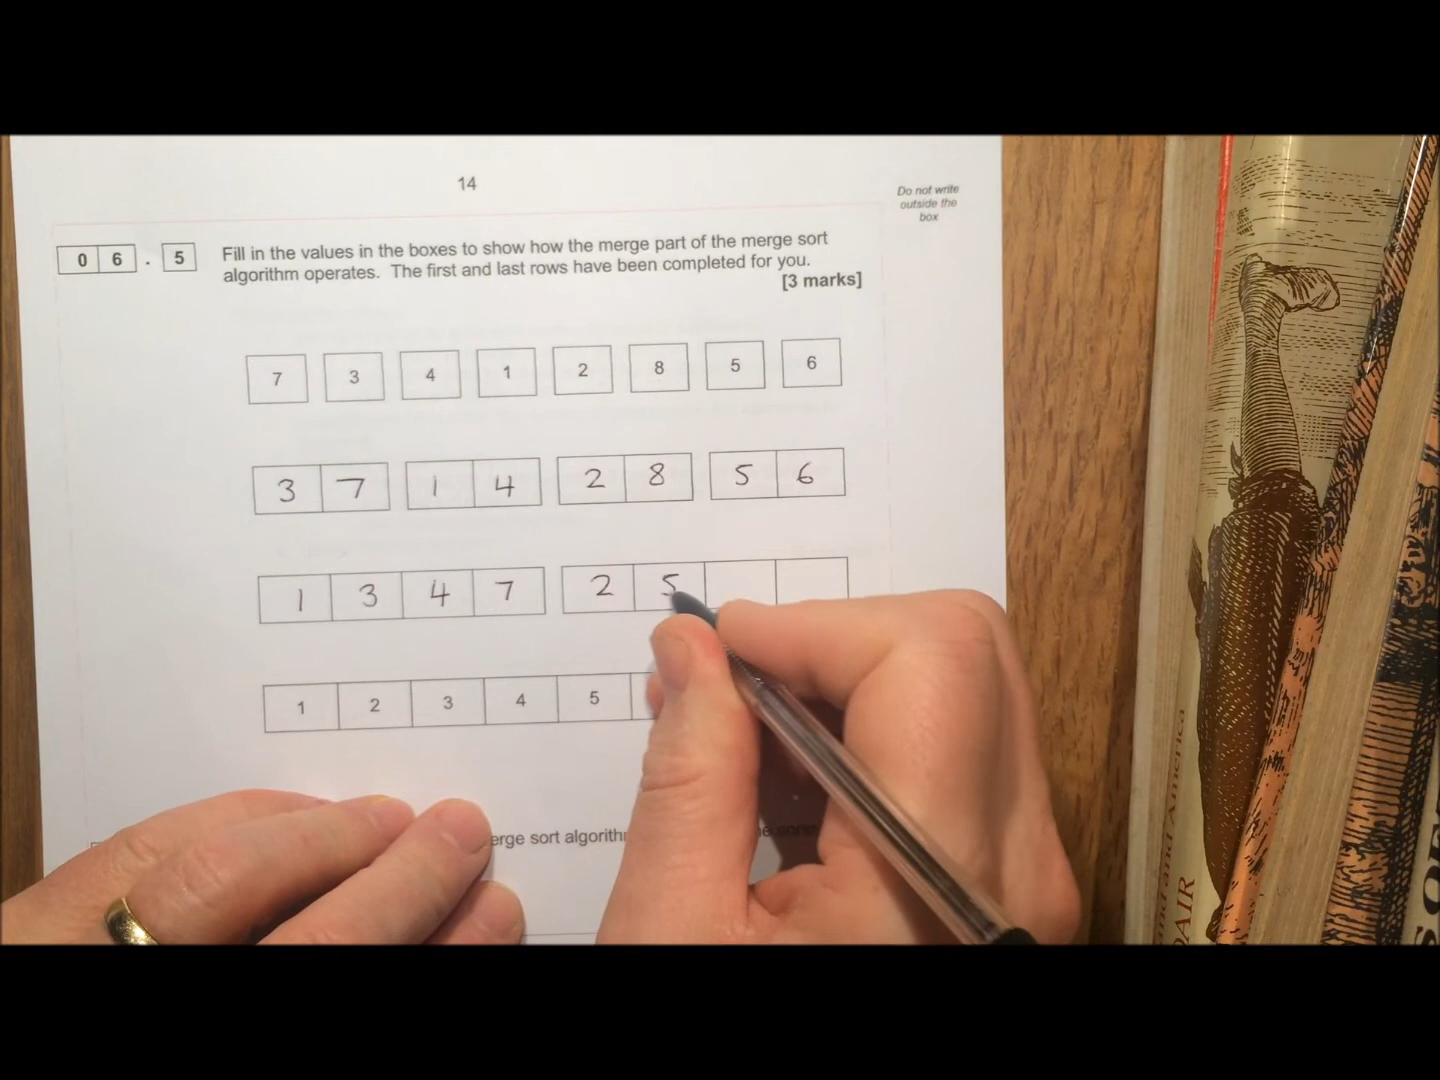 14
Do not write
outside the
box
0 6 . 5 Fill in the values in the boxes to show how the merge part of the merge sort
algorithm operates. The first and last rows have been completed for you.
[3 marks]
7 3 4 1 2 8 5 6
3 7 1 4 2 8 5 6
1 3 4 7 2 5
1 2 3 4 5
sort algorith
and America